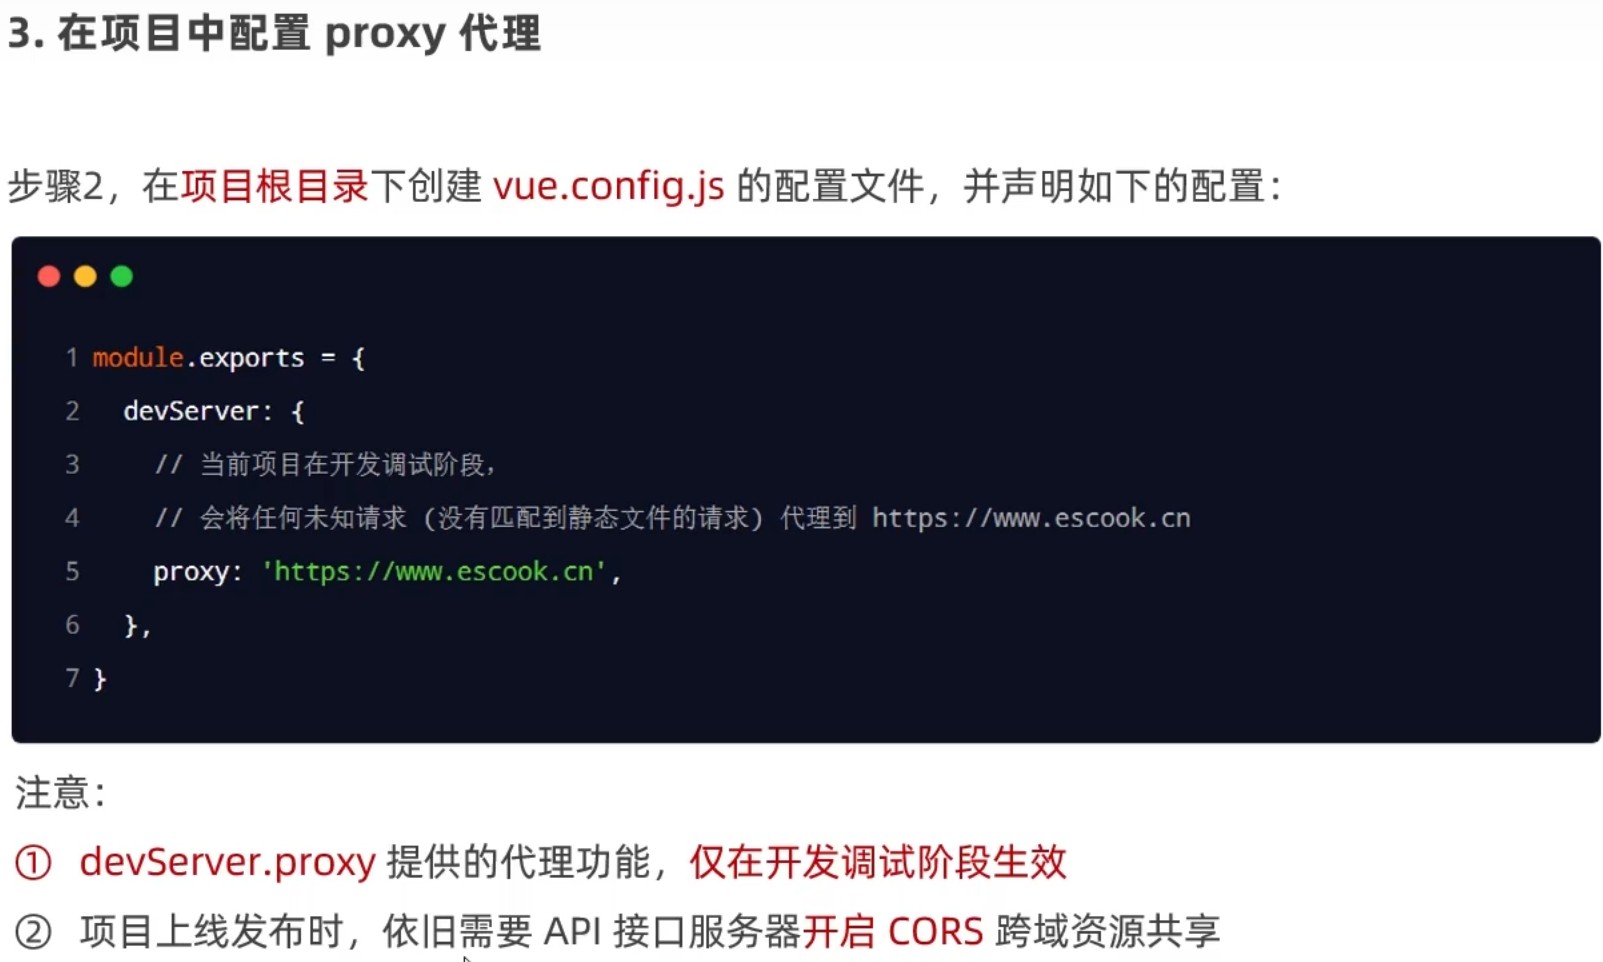 3. 在项目中配置 proxy 代理
步骤2，在项目根目录下创建 vue.config.js 的配置文件，并声明如下的配置：
1 module.exports = {
2   devServer: {
3     // 当前项目在开发调试阶段，
4     // 会将任何未知请求 (没有匹配到静态文件的请求) 代理到 https://www.escook.cn
5     proxy: 'https://www.escook.cn',
6   },
7 }
注意：
① devServer.proxy 提供的代理功能，仅在开发调试阶段生效
② 项目上线发布时，依旧需要 API 接口服务器开启 CORS 跨域资源共享